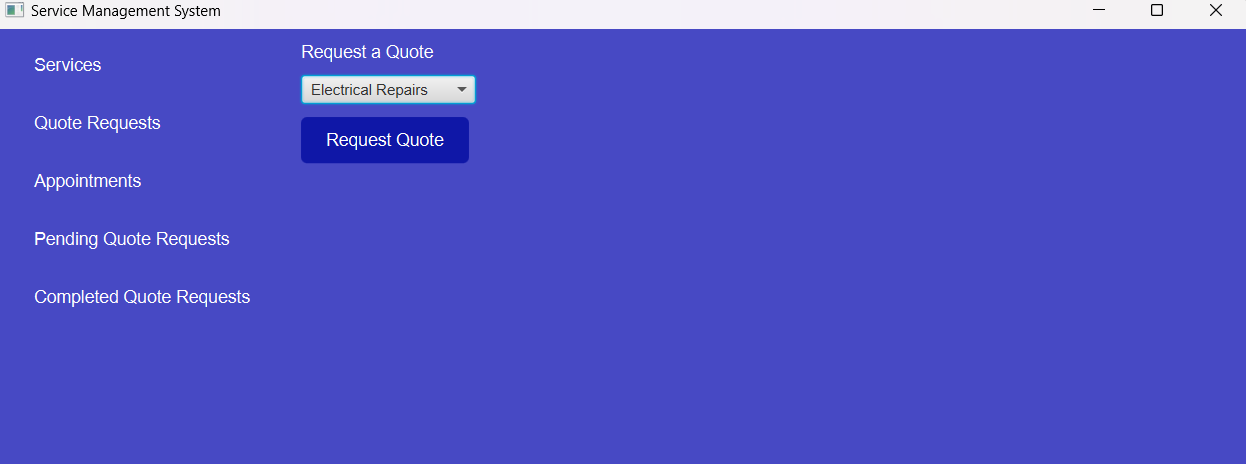 Service Management System
Services
Quote Requests
Appointments
Pending Quote Requests
Completed Quote Requests
Request a Quote
Electrical Repairs
Request Quote